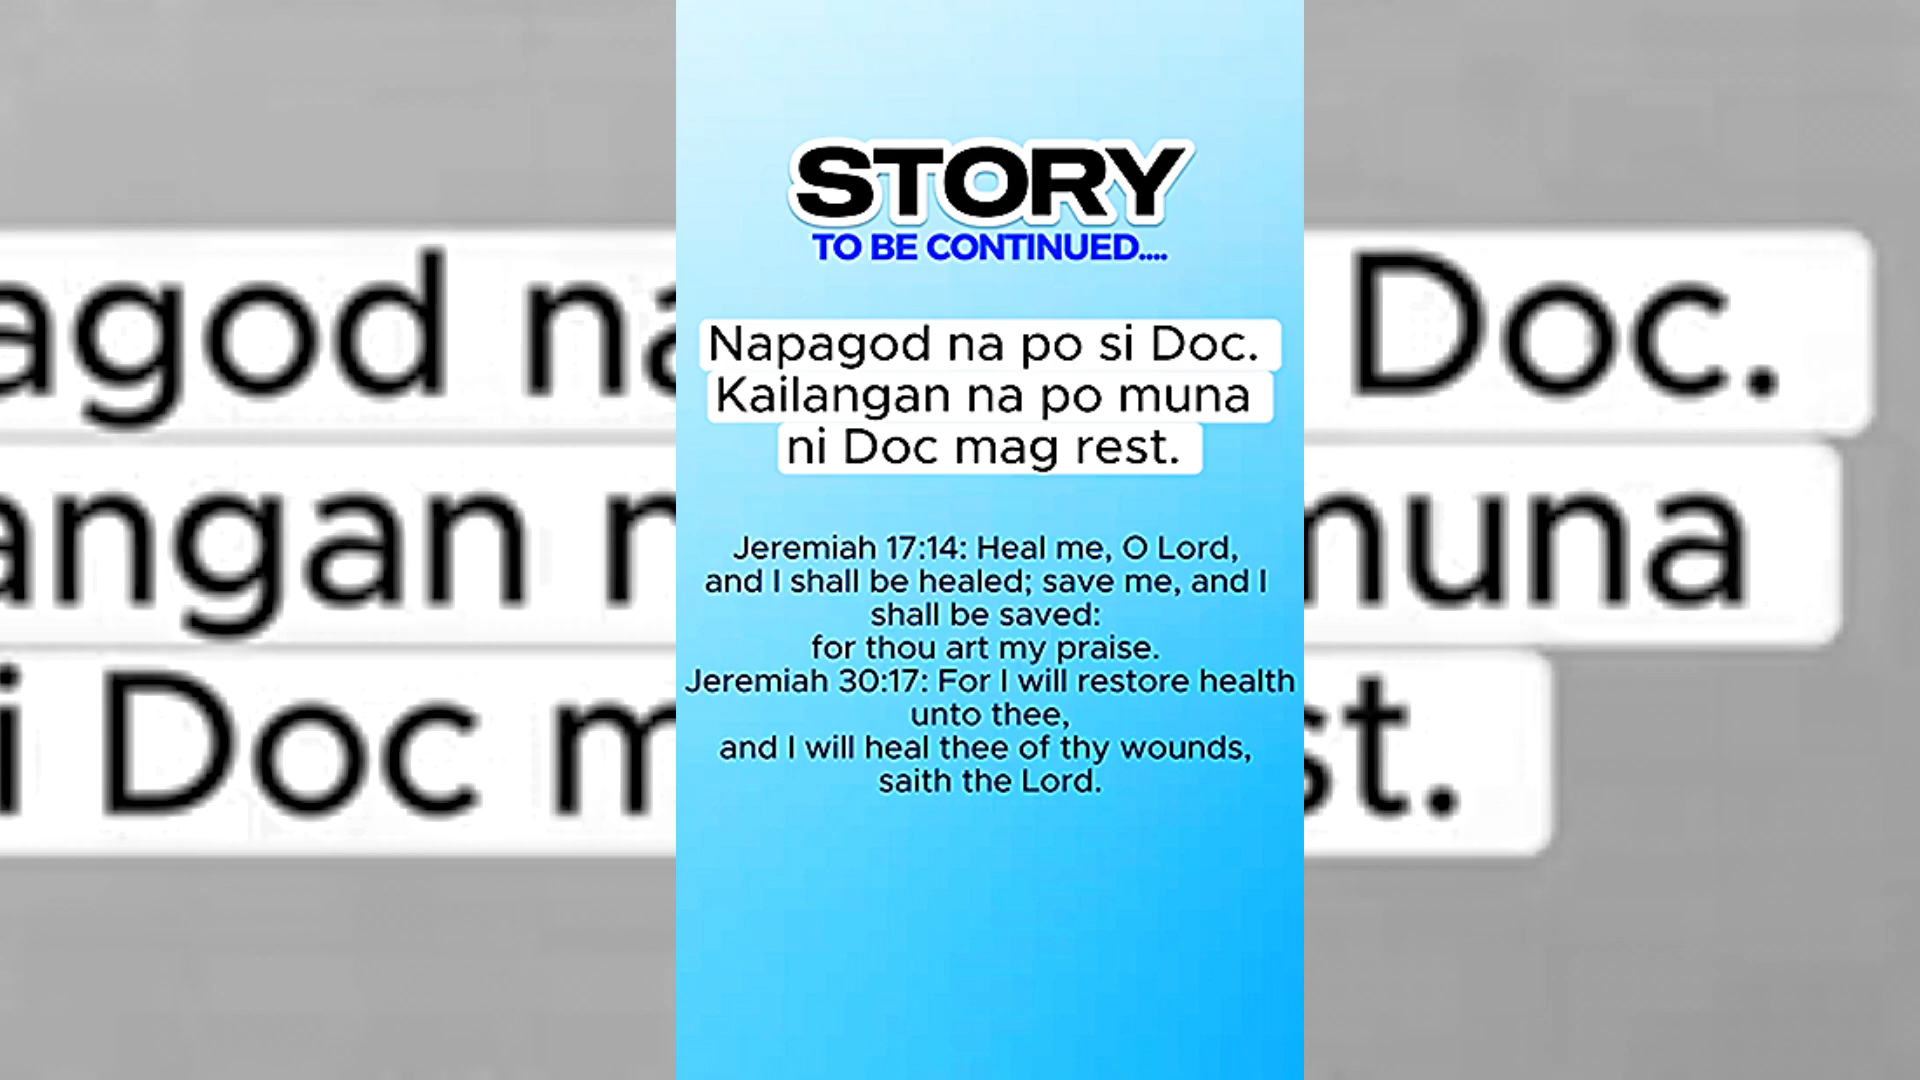 STORY
TO BE CONTINUED....
Napagod na po si Doc.
Kailangan na po muna
ni Doc mag rest.
Jeremiah 17:14: Heal me, O Lord,
and I shall be healed; save me, and I
shall be saved:
for thou art my praise.
Jeremiah 30:17: For I will restore health
unto thee,
and I will heal thee of thy wounds,
saith the Lord.